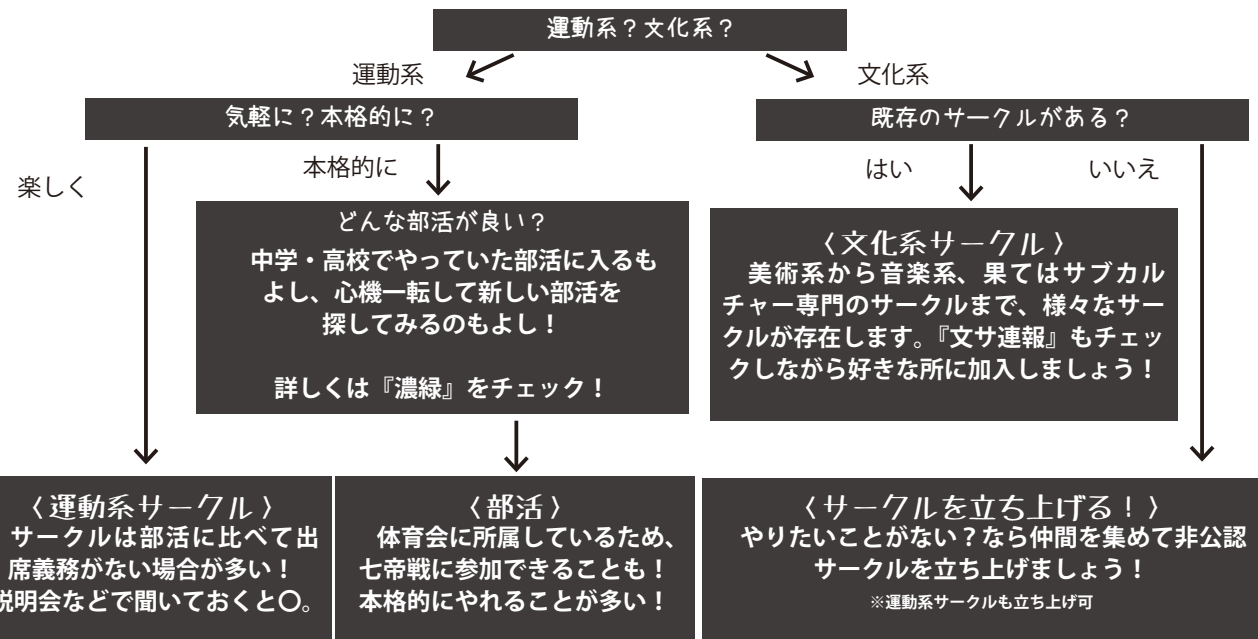 運動系？文化系？
運動系
文化系
気軽に？本格的に？
既存のサークルがある？
楽しく
本格的に
はい
いいえ
どんな部活が良い？
中学・高校でやっていた部活に入るも
よし、心機一転して新しい部活を
探してみるのもよし！
詳しくは『濃緑』をチェック！
〈文化系サークル〉
美術系から音楽系、果てはサブカル
チャー専門のサークルまで、様々なサー
クルが存在します。『文サ連報』もチェッ
クしながら好きな所に加入しましょう！
〈運動系サークル〉
サークルは部活に比べて出
席義務がない場合が多い！
説明会などで聞いておくと〇。
〈部活〉
体育会に所属しているため、
七帝戦に参加できることも！
本格的にやれることが多い！
〈サークルを立ち上げる！〉
やりたいことがない？なら仲間を集めて非公認
サークルを立ち上げましょう！
※運動系サークルも立ち上げ可